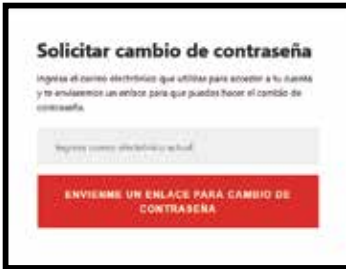 Solicitar cambio de contraseña
Ingresa el correo electrónico que utilizas para acceder a tu cuenta
y te enviaremos un enlace para que puedas hacer el cambio de
contraseña.
Ingresa correo electrónico actual
ENVIENME UN ENLACE PARA CAMBIO DE
CONTRASEÑA